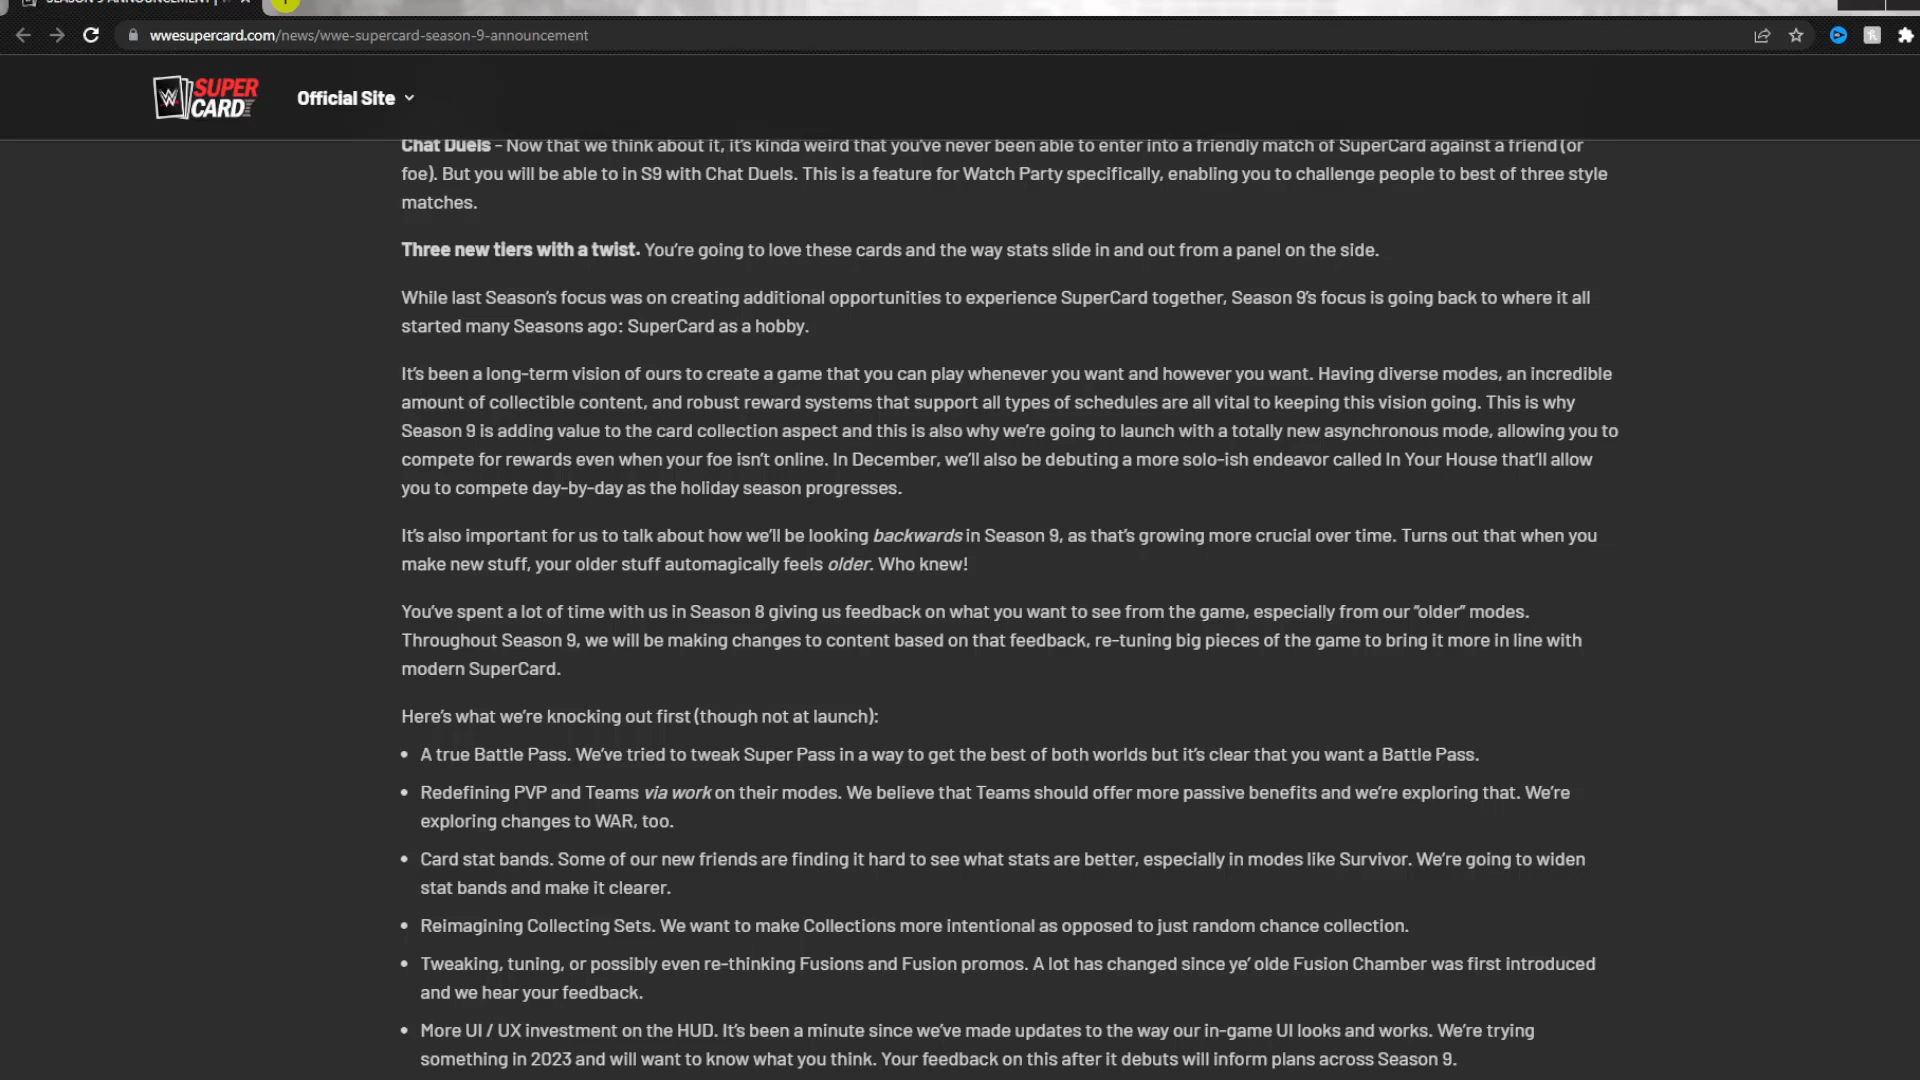 SEASON 9 ANNOUNCEMENT |
wwesupercard.com/news/wwe-supercard-season-9-announcement
W SUPER
CARD
Official Site
Chat Duels - Now that we think about it, it's kinda weird that you've never been able to enter into a friendly match of SuperCard against a friend (or
foe). But you will be able to in S9 with Chat Duels. This is a feature for Watch Party specifically, enabling you to challenge people to best of three style
matches.
Three new tiers with a twist. You're going to love these cards and the way stats slide in and out from a panel on the side.
While last Season's focus was on creating additional opportunities to experience SuperCard together, Season 9's focus is going back to where it all
started many Seasons ago: SuperCard as a hobby.
It's been a long-term vision of ours to create a game that you can play whenever you want and however you want. Having diverse modes, an incredible
amount of collectible content, and robust reward systems that support all types of schedules are all vital to keeping this vision going. This is why
Season 9 is adding value to the card collection aspect and this is also why we're going to launch with a totally new asynchronous mode, allowing you to
compete for rewards even when your foe isn't online. In December, we'll also be debuting a more solo-ish endeavor called In Your House that'll allow
you to compete day-by-day as the holiday season progresses.
It's also important for us to talk about how we'll be looking backwards in Season 9, as that's growing more crucial over time. Turns out that when you
make new stuff, your older stuff automagically feels older. Who knew!
You've spent a lot of time with us in Season 8 giving us feedback on what you want to see from the game, especially from our "older" modes.
Throughout Season 9, we will be making changes to content based on that feedback, re-tuning big pieces of the game to bring it more in line with
modern SuperCard.
Here's what we're knocking out first (though not at launch):
• A true Battle Pass. We've tried to tweak Super Pass in a way to get the best of both worlds but it's clear that you want a Battle Pass.
• Redefining PVP and Teams via work on their modes. We believe that Teams should offer more passive benefits and we're exploring that. We're
exploring changes to WAR, too.
• Card stat bands. Some of our new friends are finding it hard to see what stats are better, especially in modes like Survivor. We're going to widen
stat bands and make it clearer.
• Reimagining Collecting Sets. We want to make Collections more intentional as opposed to just random chance collection.
• Tweaking, tuning, or possibly even re-thinking Fusions and Fusion promos. A lot has changed since ye' olde Fusion Chamber was first introduced
and we hear your feedback.
• More UI / UX investment on the HUD. It's been a minute since we've made updates to the way our in-game UI looks and works. We're trying
something in 2023 and will want to know what you think. Your feedback on this after it debuts will inform plans across Season 9.